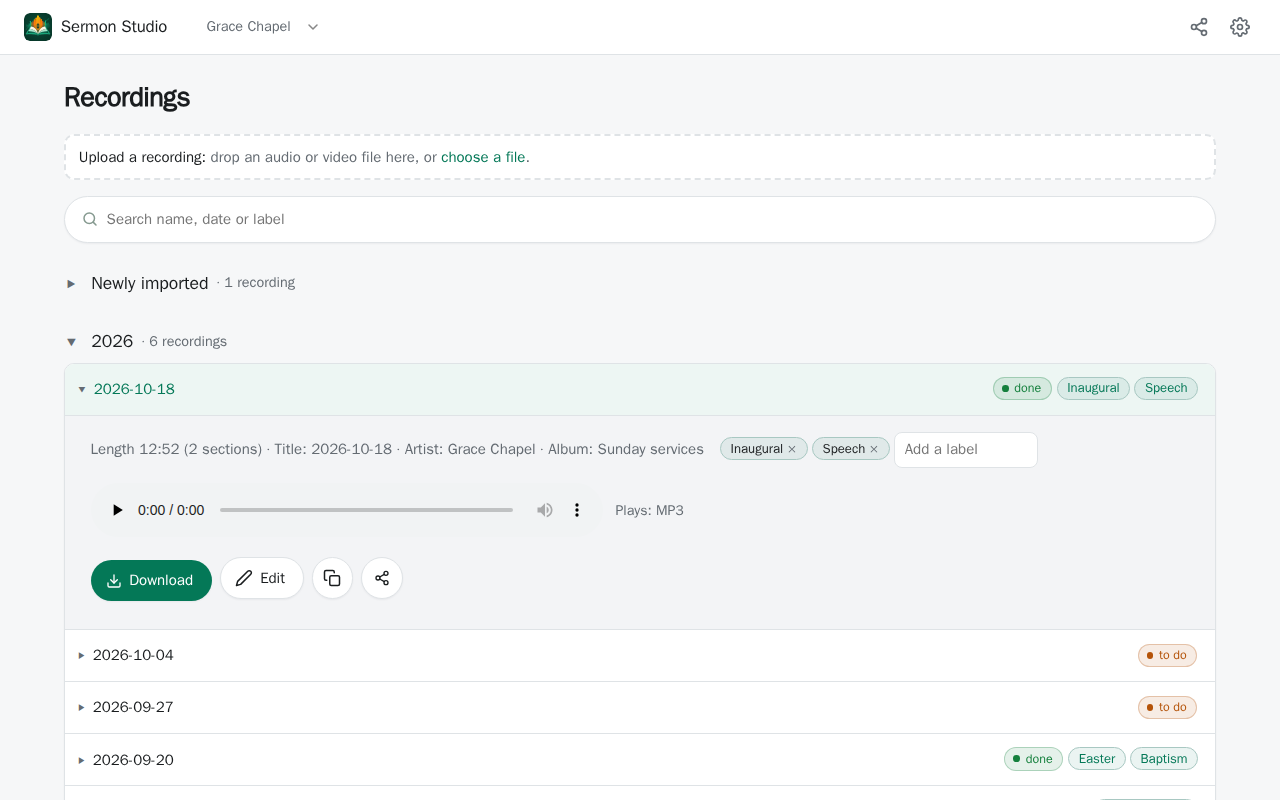 Sermon Studio
Grace Chapel
Recordings
Upload a recording: drop an audio or video file here, or choose a file.
Search name, date or label
Newly imported · 1 recording
2026 · 6 recordings
2026-10-18 done Inaugural Speech
Length 12:52 (2 sections) · Title: 2026-10-18 · Artist: Grace Chapel · Album: Sunday services Inaugural × Speech × Add a label
0:00 / 0:00 Plays: MP3
Download Edit
2026-10-04 to do
2026-09-27 to do
2026-09-20 done Easter Baptism